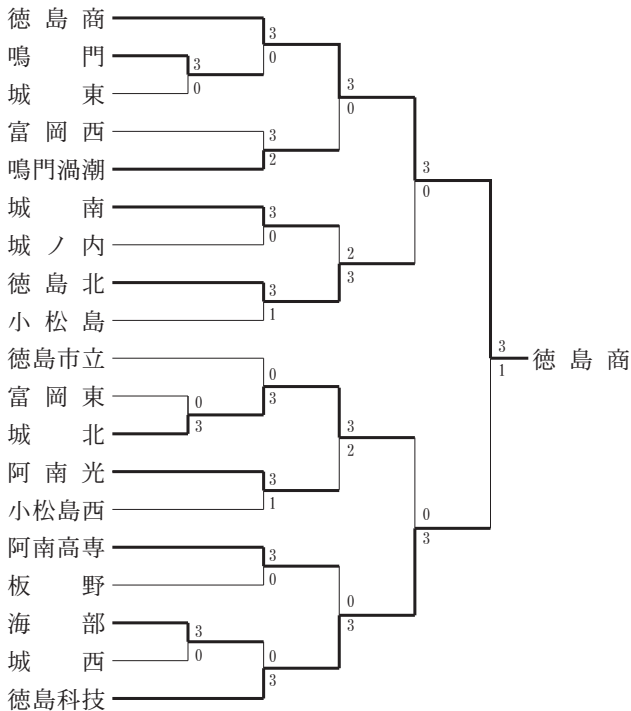 徳島商
鳴門
城東
富岡西
鳴門渦潮
城南
城ノ内
徳島北
小松島
徳島市立
富岡東
城北
阿南光
小松島西
阿南高専
板野
海部
城西
徳島科技
3
0
3
0
3
2
3
0
3
1
0
3
0
3
3
1
3
0
3
0
0
3
3
0
2
3
3
2
0
3
3
0
0
3
3
1
徳島商